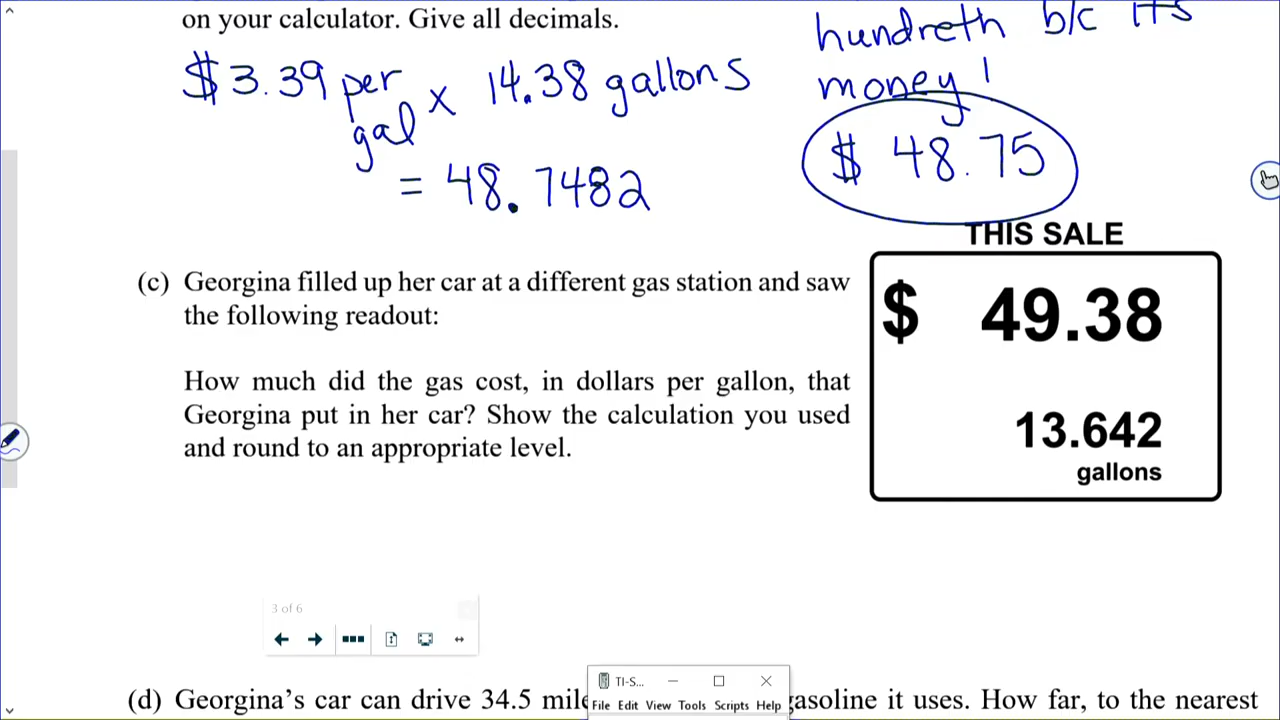 on your calculator. Give all decimals.
hundreth b/c its
money!
$3.39 per gal x 14.38 gallons
= 48.7482
$ 48.75
THIS SALE
$ 49.38
13.642
gallons
(c) Georgina filled up her car at a different gas station and saw
the following readout:
How much did the gas cost, in dollars per gallon, that
Georgina put in her car? Show the calculation you used
and round to an appropriate level.
3 of 6
TI-S...
File Edit View Tools Scripts Help
(d) Georgina's car can drive 34.5 gasoline it uses. How far, to the nearest